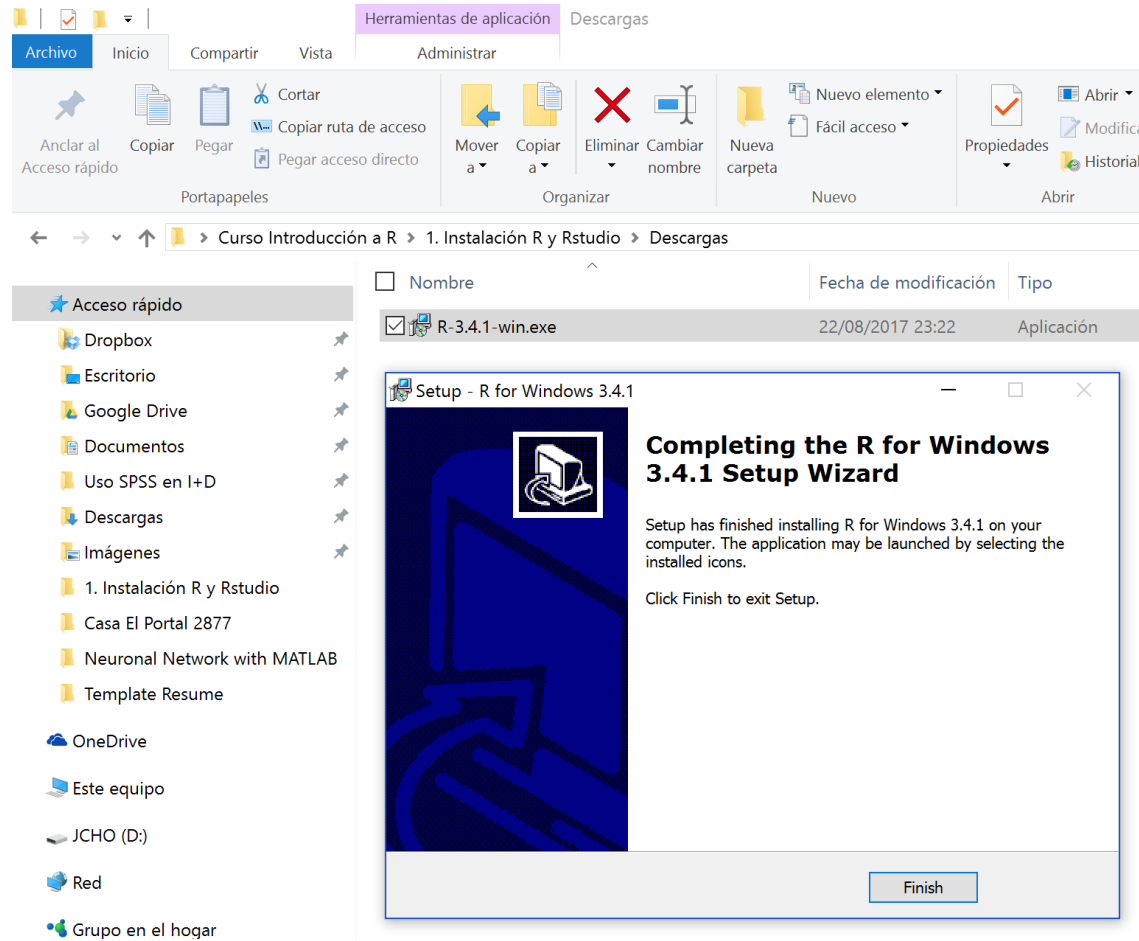 Herramientas de aplicación Descargas
Archivo Inicio Compartir Vista Administrar
Anclar al
Acceso rápido
Copiar
Pegar
Cortar
Copiar ruta de acceso
Pegar acceso directo
Portapapeles
Mover
a
Copiar
a
Eliminar
Cambiar
nombre
Organizar
Nueva
carpeta
Nuevo elemento
Fácil acceso
Nuevo
Propiedades
Abrir
Modifica
Historial
Abrir
Curso Introducción a R > 1. Instalación R y Rstudio > Descargas
Nombre Fecha de modificación Tipo
R-3.4.1-win.exe 22/08/2017 23:22 Aplicación
Acceso rápido
Dropbox
Escritorio
Google Drive
Documentos
Uso SPSS en I+D
Descargas
Imágenes
1. Instalación R y Rstudio
Casa El Portal 2877
Neuronal Network with MATLAB
Template Resume
OneDrive
Este equipo
JCHO (D:)
Red
Grupo en el hogar
Setup - R for Windows 3.4.1
Completing the R for Windows
3.4.1 Setup Wizard
Setup has finished installing R for Windows 3.4.1 on your
computer. The application may be launched by selecting the
installed icons.
Click Finish to exit Setup.
Finish